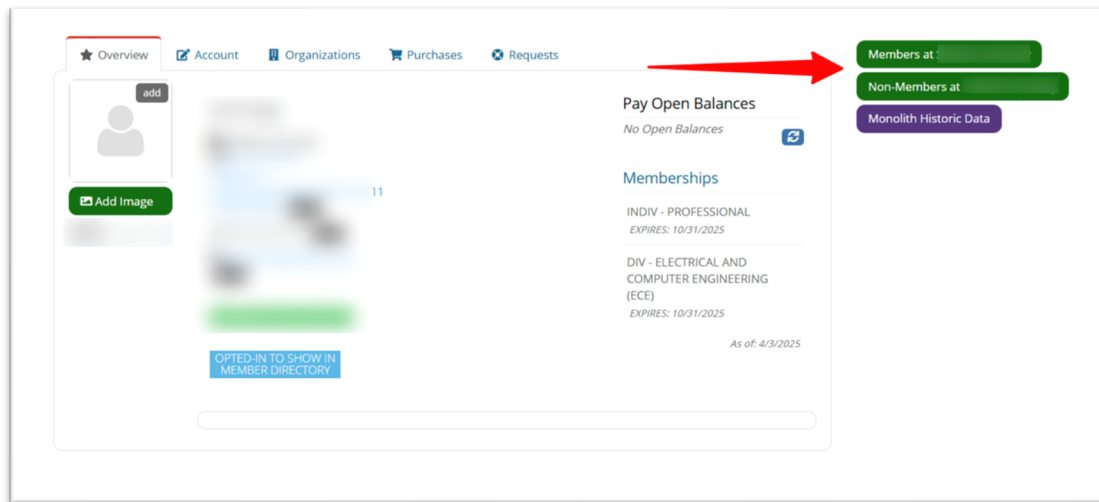 Overview
Account
Organizations
Purchases
Requests
add
Add Image
11
OPTED-IN TO SHOW IN
MEMBER DIRECTORY
Pay Open Balances
No Open Balances
Memberships
INDIV - PROFESSIONAL
EXPIRES: 10/31/2025
DIV - ELECTRICAL AND
COMPUTER ENGINEERING
(ECE)
EXPIRES: 10/31/2025
As of: 4/3/2025
Members at
Non-Members at
Monolith Historic Data